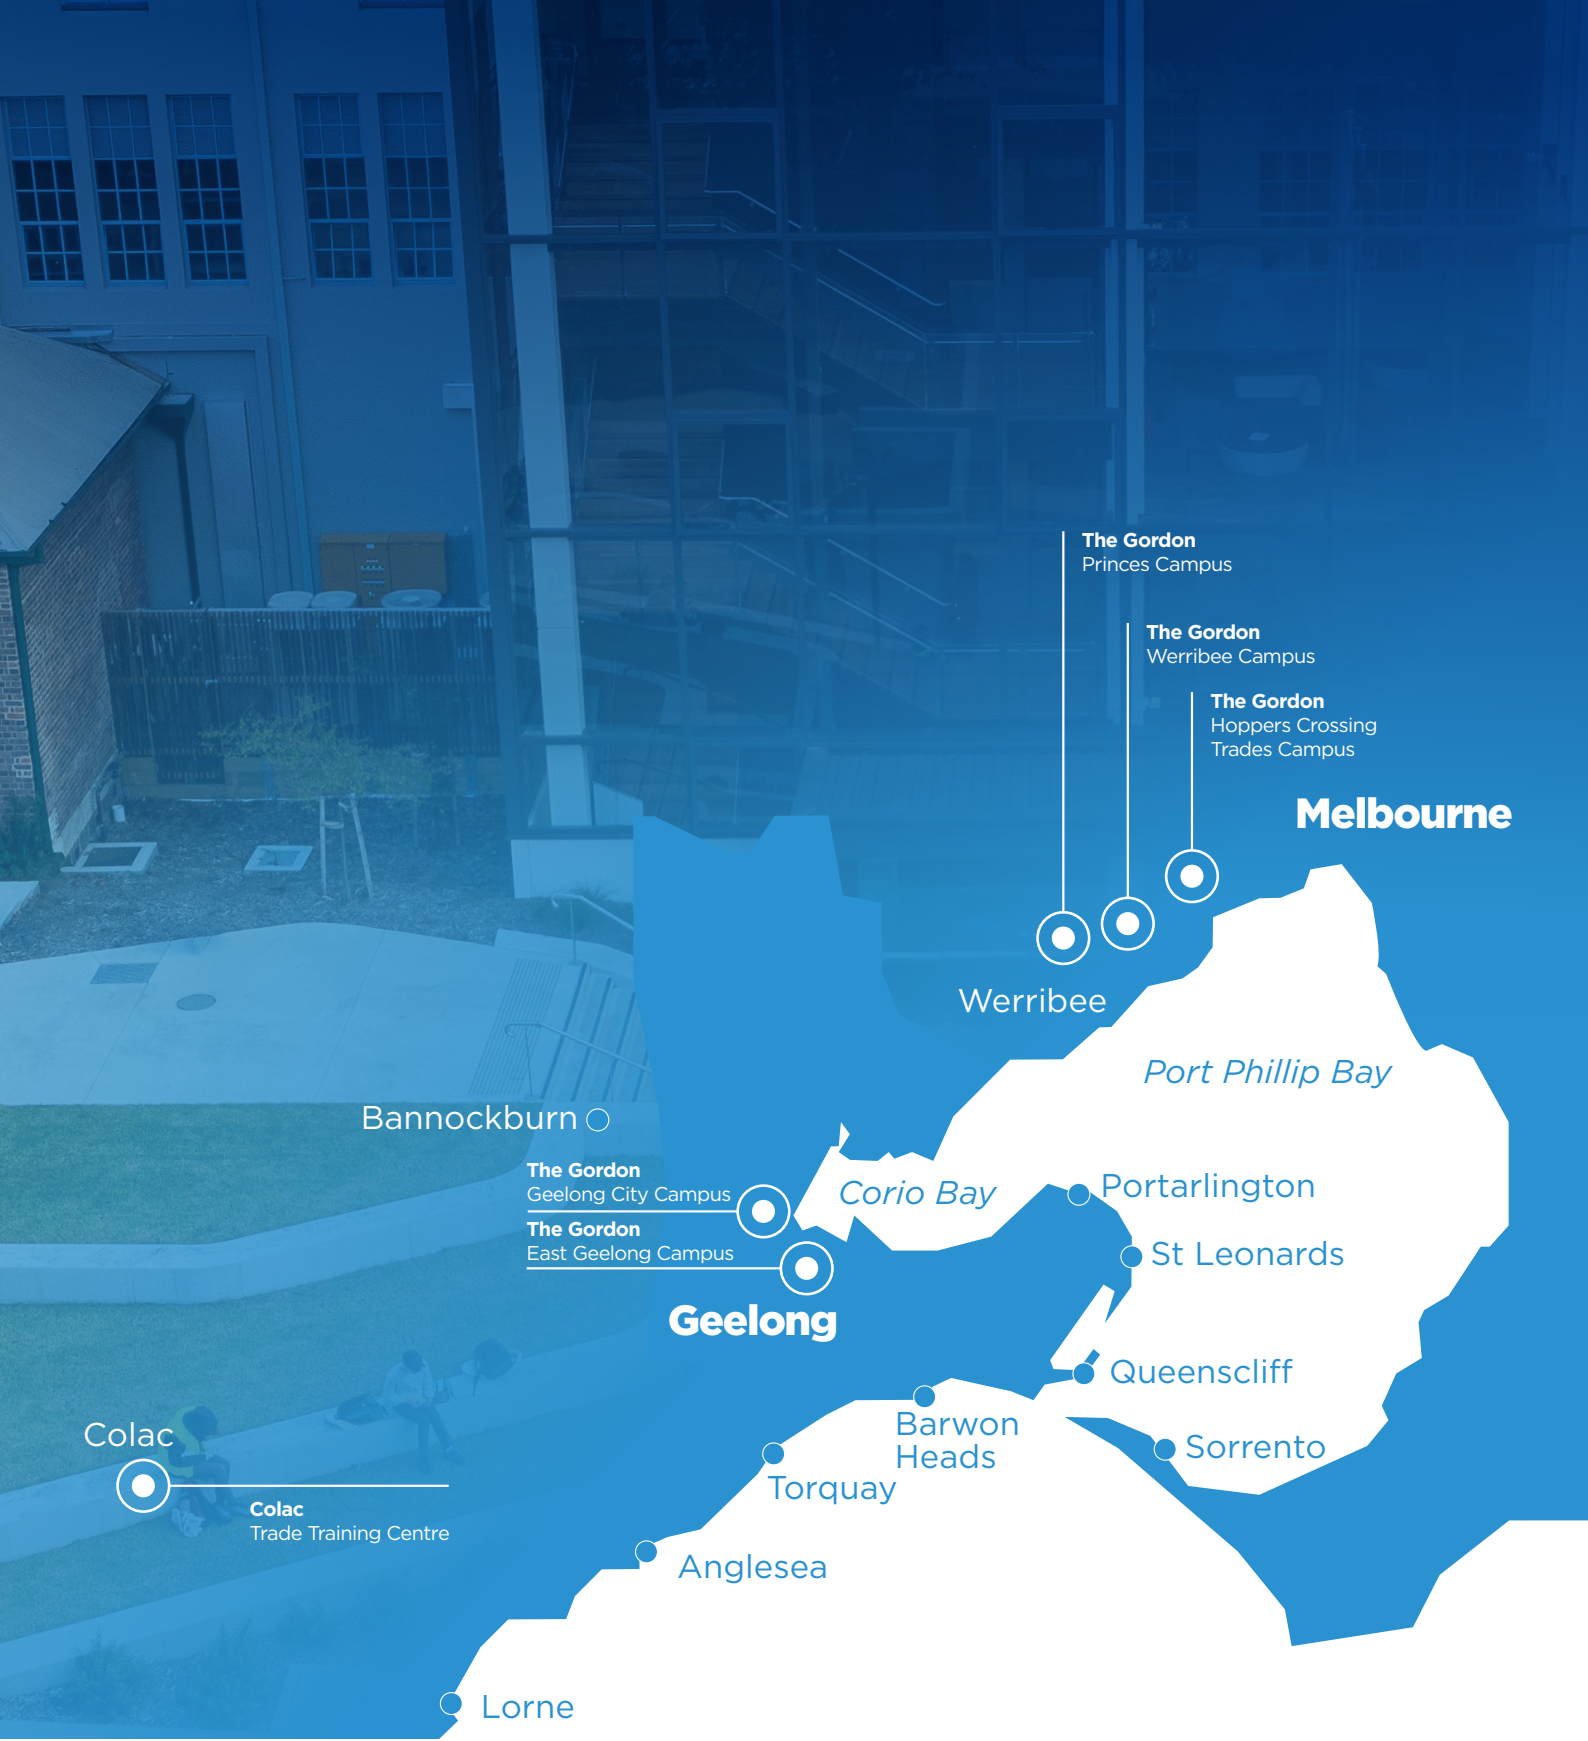 The Gordon
Princes Campus
The Gordon
Werribee Campus
The Gordon
Hoppers Crossing
Trades Campus
Melbourne
Werribee
Port Phillip Bay
Bannockburn
The Gordon
Geelong City Campus
Corio Bay
Portarlington
The Gordon
East Geelong Campus
St Leonards
Geelong
Queenscliff
Barwon
Heads
Colac
Sorrento
Torquay
Colac
Trade Training Centre
Anglesea
Lorne